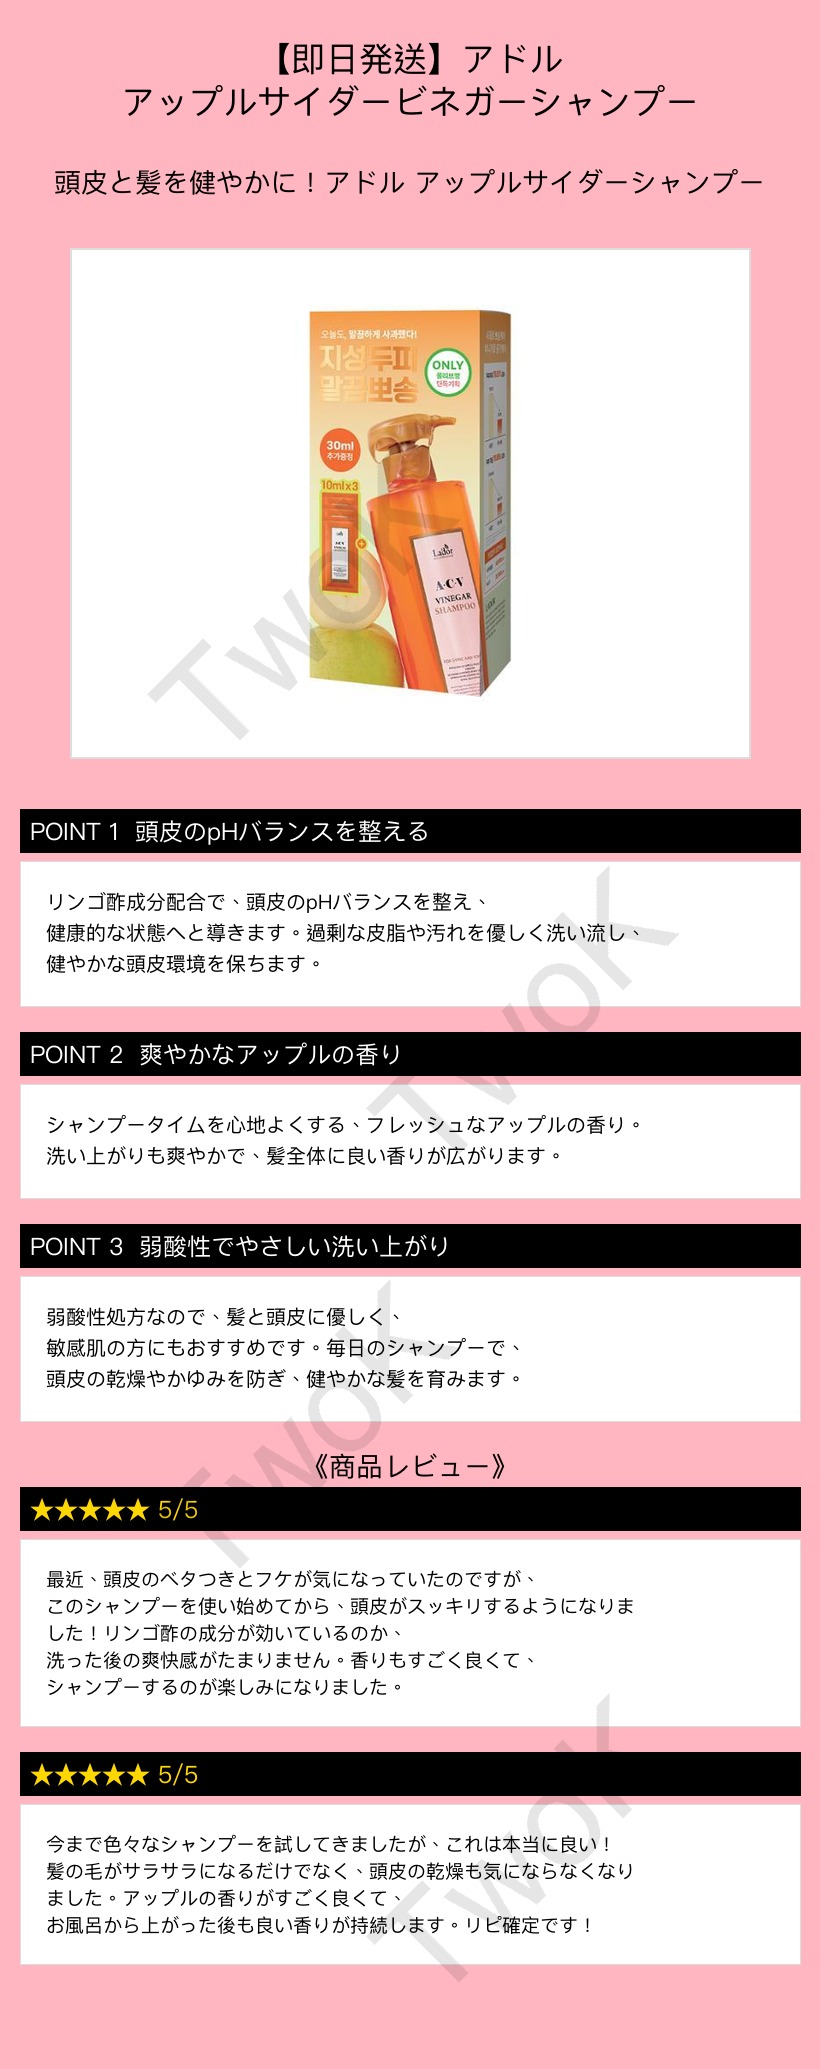 【即日発送】アドル
アップルサイダービネガーシャンプー
頭皮と髪を健やかに！アドル アップルサイダーシャンプー
오늘도, 말끔하게 사과했다!
지성두피
말끔뽀송
ONLY
올리브영
단독기획
30ml
추가증정
10mlx3
Lador
A·C·V
VINEGAR
SHAMPOO
TwoK
POINT 1 頭皮のpHバランスを整える
リンゴ酢成分配合で、頭皮のpHバランスを整え、
健康的な状態へと導きます。過剰な皮脂や汚れを優しく洗い流し、
健やかな頭皮環境を保ちます。
TwoK
POINT 2 爽やかなアップルの香り
シャンプータイムを心地よくする、フレッシュなアップルの香り。
洗い上がりも爽やかで、髪全体に良い香りが広がります。
POINT 3 弱酸性でやさしい洗い上がり
弱酸性処方なので、髪と頭皮に優しく、
敏感肌の方にもおすすめです。毎日のシャンプーで、
頭皮の乾燥やかゆみを防ぎ、健やかな髪を育みます。
TwoK
《商品レビュー》
★★★★★ 5/5
最近、頭皮のベタつきとフケが気になっていたのですが、
このシャンプーを使い始めてから、頭皮がスッキリするようになりま
した！リンゴ酢の成分が効いているのか、
洗った後の爽快感がたまりません。香りもすごく良くて、
シャンプーするのが楽しみになりました。
★★★★★ 5/5
今まで色々なシャンプーを試してきましたが、これは本当に良い！
髪の毛がサラサラになるだけでなく、頭皮の乾燥も気にならなくなり
ました。アップルの香りがすごく良くて、
お風呂から上がった後も良い香りが持続します。リピ確定です！
TwoK